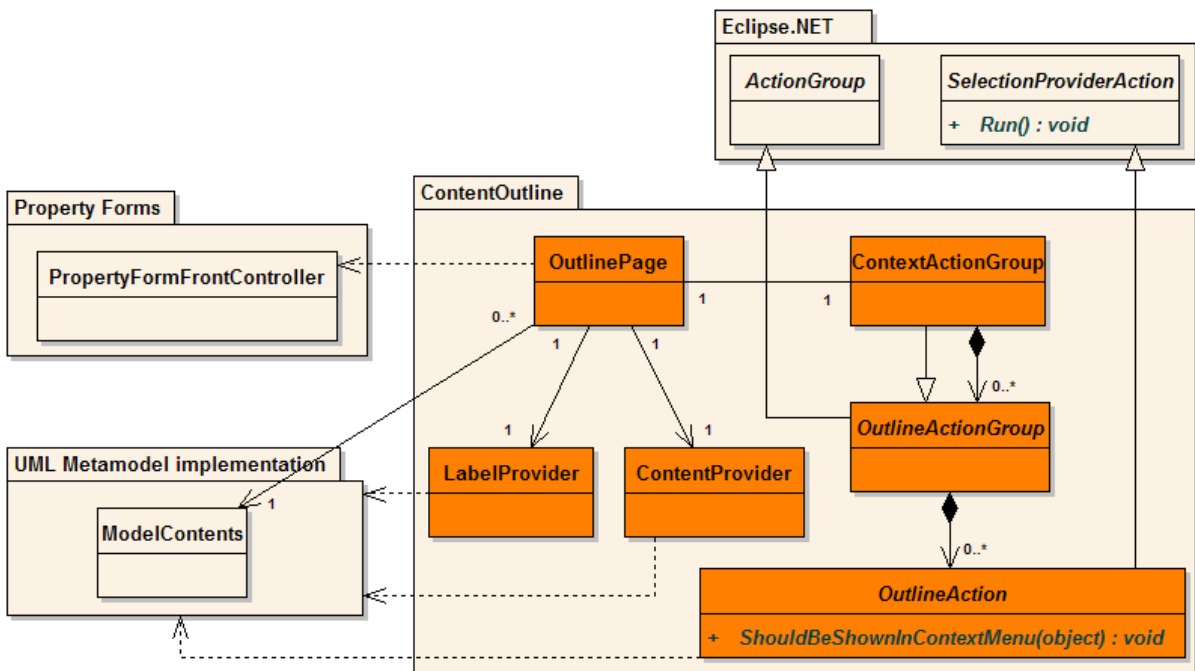 Eclipse.NET
ActionGroup
SelectionProviderAction
+ Run() : void
Property Forms
PropertyFormFrontController
ContentOutline
OutlinePage
ContextActionGroup
1
1
0..*
1
1
0..*
OutlineActionGroup
1
1
UML Metamodel implementation
LabelProvider
ContentProvider
1
ModelContents
0..*
OutlineAction
+ ShouldBeShownInContextMenu(object) : void